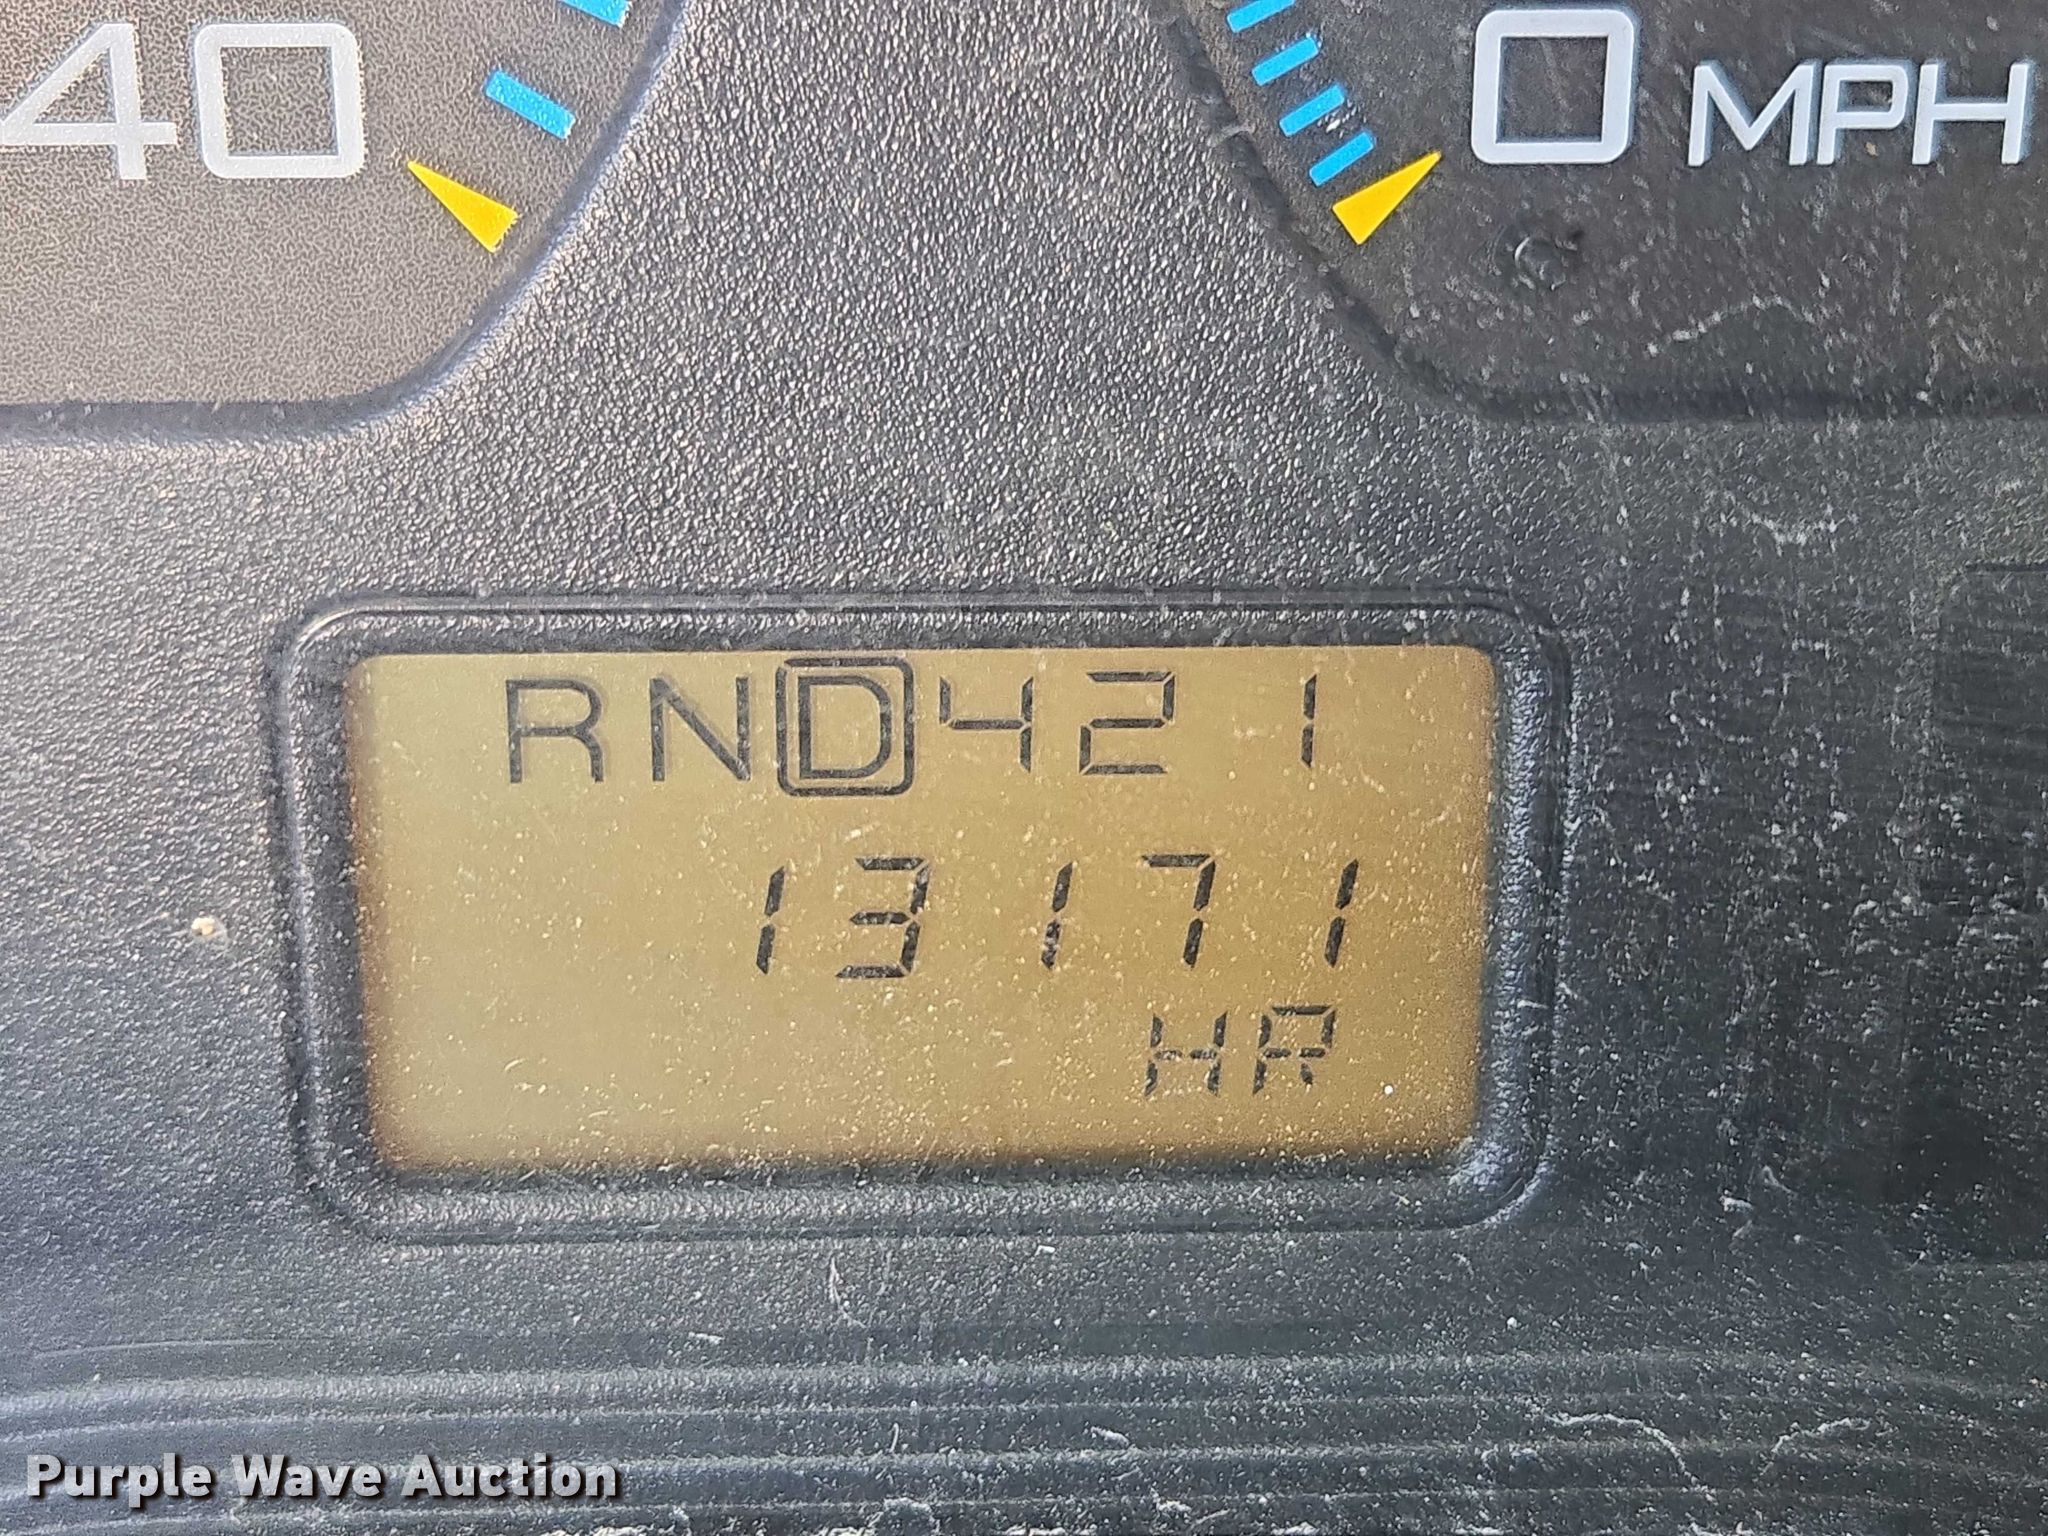 40
0 MPH
RND421
13171
HR
Purple Wave Auction